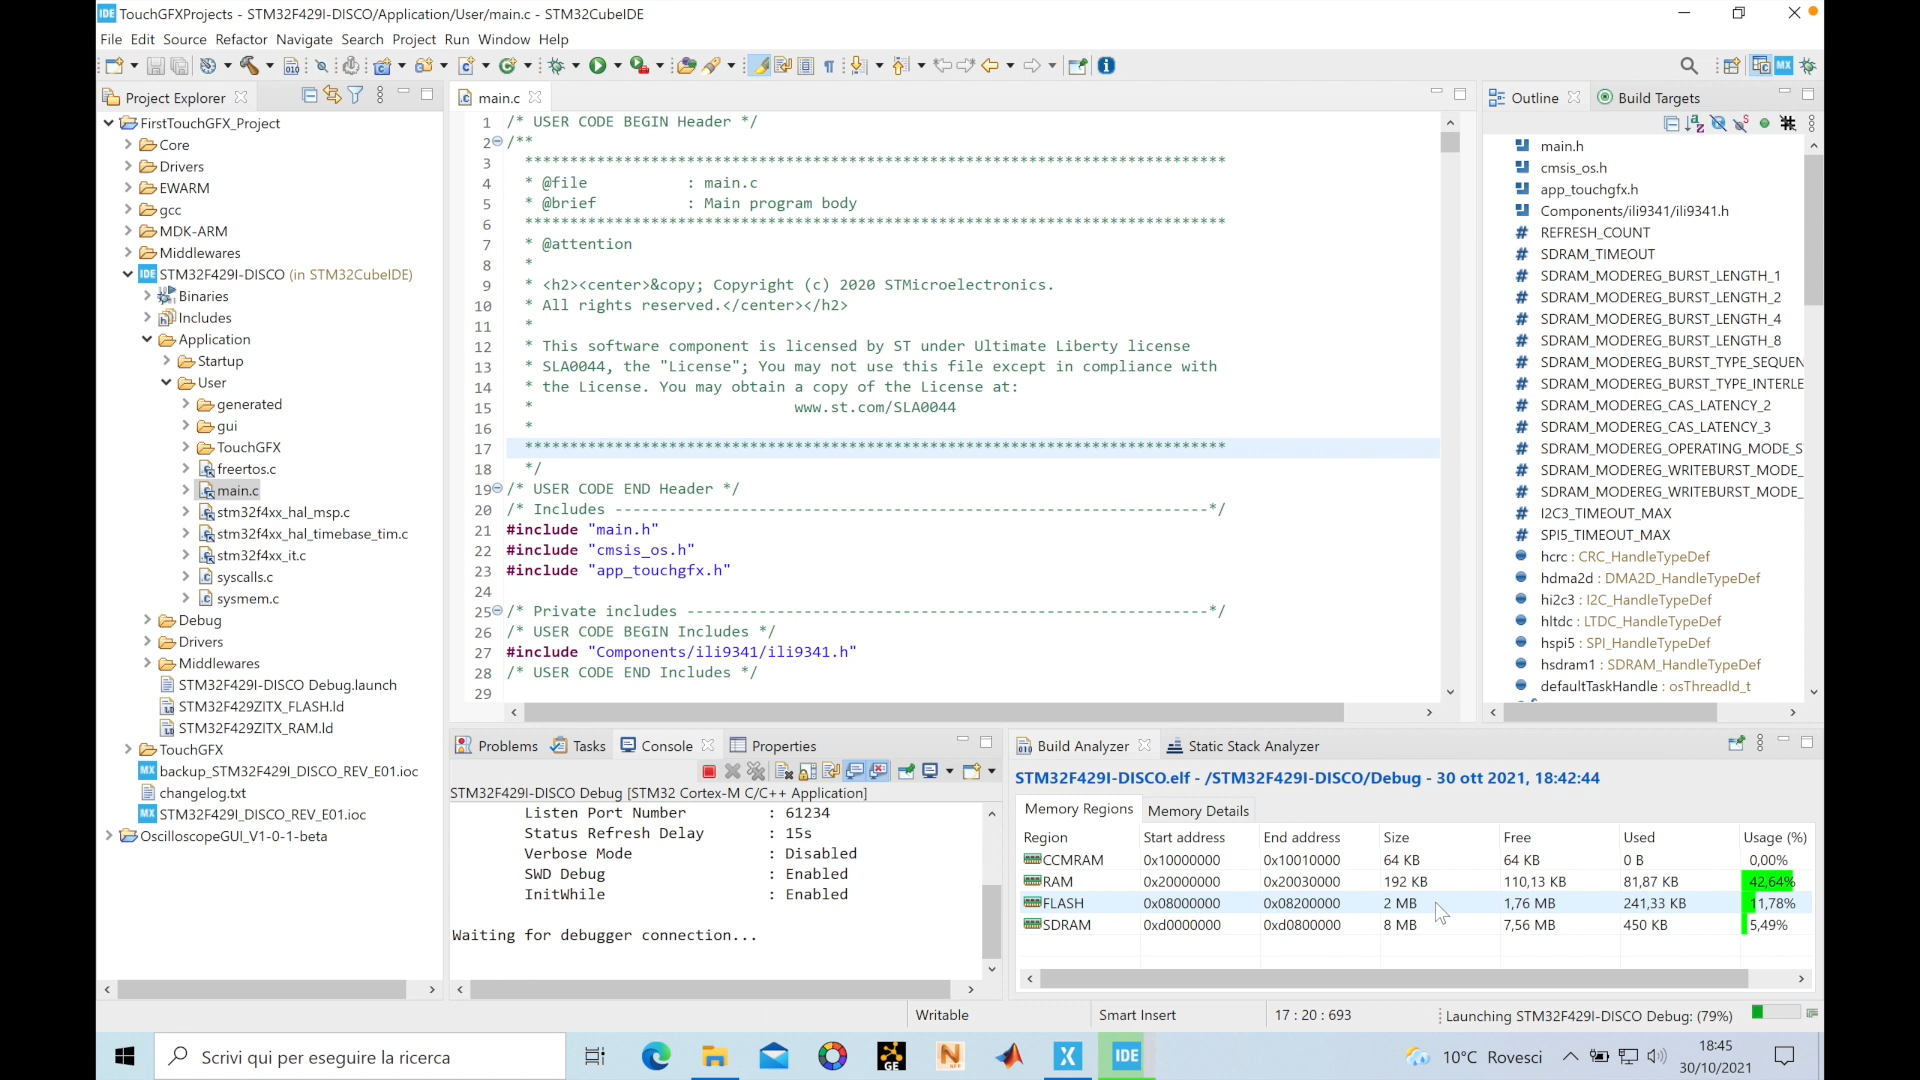 IDE TouchGFXProjects - STM32F429I-DISCO/Application/User/main.c - STM32CubeIDE
File Edit Source Refactor Navigate Search Project Run Window Help
Project Explorer
FirstTouchGFX_Project
Core
Drivers
EWARM
gcc
MDK-ARM
Middlewares
IDE STM32F429I-DISCO (in STM32CubeIDE)
Binaries
Includes
Application
Startup
User
generated
gui
TouchGFX
freertos.c
main.c
stm32f4xx_hal_msp.c
stm32f4xx_hal_timebase_tim.c
stm32f4xx_it.c
syscalls.c
sysmem.c
Debug
Drivers
Middlewares
STM32F429I-DISCO Debug.launch
STM32F429ZITX_FLASH.ld
STM32F429ZITX_RAM.ld
TouchGFX
MX backup_STM32F429I_DISCO_REV_E01.ioc
changelog.txt
MX STM32F429I_DISCO_REV_E01.ioc
OscilloscopeGUI_V1-0-1-beta
main.c
1 /* USER CODE BEGIN Header */
2 /**
3 ******************************************************************************
4 * @file : main.c
5 * @brief : Main program body
6 ******************************************************************************
7 * @attention
8 *
9 * <h2><center>&copy; Copyright (c) 2020 STMicroelectronics.
10 * All rights reserved.</center></h2>
11 *
12 * This software component is licensed by ST under Ultimate Liberty license
13 * SLA0044, the "License"; You may not use this file except in compliance with
14 * the License. You may obtain a copy of the License at:
15 * www.st.com/SLA0044
16 *
17 ******************************************************************************
18 */
19 /* USER CODE END Header */
20 /* Includes ------------------------------------------------------------------*/
21 #include "main.h"
22 #include "cmsis_os.h"
23 #include "app_touchgfx.h"
24
25 /* Private includes ----------------------------------------------------------*/
26 /* USER CODE BEGIN Includes */
27 #include "Components/ili9341/ili9341.h"
28 /* USER CODE END Includes */
29
Outline Build Targets
main.h
cmsis_os.h
app_touchgfx.h
Components/ili9341/ili9341.h
REFRESH_COUNT
SDRAM_TIMEOUT
SDRAM_MODEREG_BURST_LENGTH_1
SDRAM_MODEREG_BURST_LENGTH_2
SDRAM_MODEREG_BURST_LENGTH_4
SDRAM_MODEREG_BURST_LENGTH_8
SDRAM_MODEREG_BURST_TYPE_SEQUEN
SDRAM_MODEREG_BURST_TYPE_INTERLE
SDRAM_MODEREG_CAS_LATENCY_2
SDRAM_MODEREG_CAS_LATENCY_3
SDRAM_MODEREG_OPERATING_MODE_S
SDRAM_MODEREG_WRITEBURST_MODE_
SDRAM_MODEREG_WRITEBURST_MODE_
I2C3_TIMEOUT_MAX
SPI5_TIMEOUT_MAX
hcrc : CRC_HandleTypeDef
hdma2d : DMA2D_HandleTypeDef
hi2c3 : I2C_HandleTypeDef
hltdc : LTDC_HandleTypeDef
hspi5 : SPI_HandleTypeDef
hsdram1 : SDRAM_HandleTypeDef
defaultTaskHandle : osThreadId_t
Problems Tasks Console Properties
STM32F429I-DISCO Debug [STM32 Cortex-M C/C++ Application]
Listen Port Number : 61234
Status Refresh Delay : 15s
Verbose Mode : Disabled
SWD Debug : Enabled
InitWhile : Enabled
Waiting for debugger connection...
Build Analyzer Static Stack Analyzer
STM32F429I-DISCO.elf - /STM32F429I-DISCO/Debug - 30 ott 2021, 18:42:44
Memory Regions Memory Details
Region Start address End address Size Free Used Usage (%)
CCMRAM 0x10000000 0x10010000 64 KB 64 KB 0 B 0,00%
RAM 0x20000000 0x20030000 192 KB 110,13 KB 81,87 KB 42,64%
FLASH 0x08000000 0x08200000 2 MB 1,76 MB 241,33 KB 11,78%
SDRAM 0xd0000000 0xd0800000 8 MB 7,56 MB 450 KB 5,49%
Writable Smart Insert 17 : 20 : 693 Launching STM32F429I-DISCO Debug: (79%)
Scrivi qui per eseguire la ricerca
GE
N
X
IDE
10°C Rovesci
18:45
30/10/2021